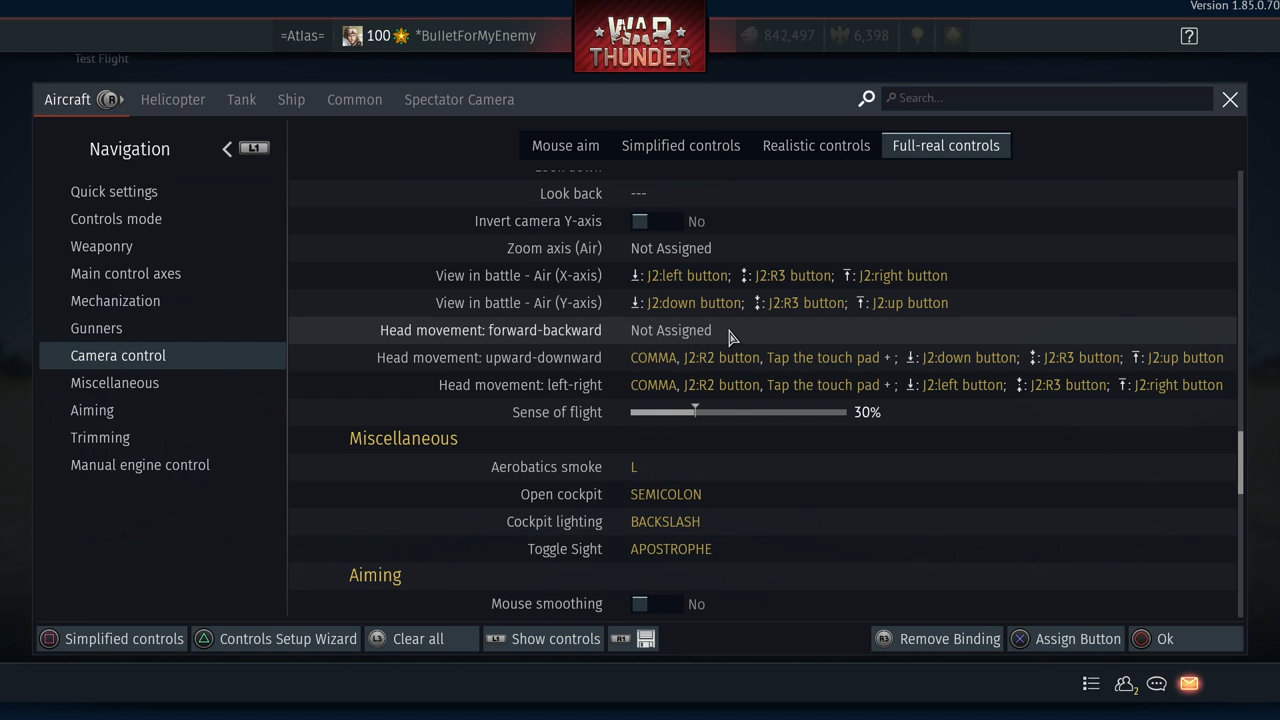 Version 1.85.0.70
=Atlas= 100 *BulletForMyEnemy WAR THUNDER 842,497 6,398 ?
Test Flight
Aircraft R Helicopter Tank Ship Common Spectator Camera Search...
Navigation L1
Mouse aim Simplified controls Realistic controls Full-real controls
Quick settings
Controls mode
Weaponry
Main control axes
Mechanization
Gunners
Camera control
Miscellaneous
Aiming
Trimming
Manual engine control
Look back ---
Invert camera Y-axis No
Zoom axis (Air) Not Assigned
View in battle - Air (X-axis) J2:left button; J2:R3 button; J2:right button
View in battle - Air (Y-axis) J2:down button; J2:R3 button; J2:up button
Head movement: forward-backward Not Assigned
Head movement: upward-downward COMMA, J2:R2 button, Tap the touch pad + ; J2:down button; J2:R3 button; J2:up button
Head movement: left-right COMMA, J2:R2 button, Tap the touch pad + ; J2:left button; J2:R3 button; J2:right button
Sense of flight 30%
Miscellaneous
Aerobatics smoke L
Open cockpit SEMICOLON
Cockpit lighting BACKSLASH
Toggle Sight APOSTROPHE
Aiming
Mouse smoothing No
Simplified controls Controls Setup Wizard Clear all Show controls Remove Binding Assign Button Ok
2